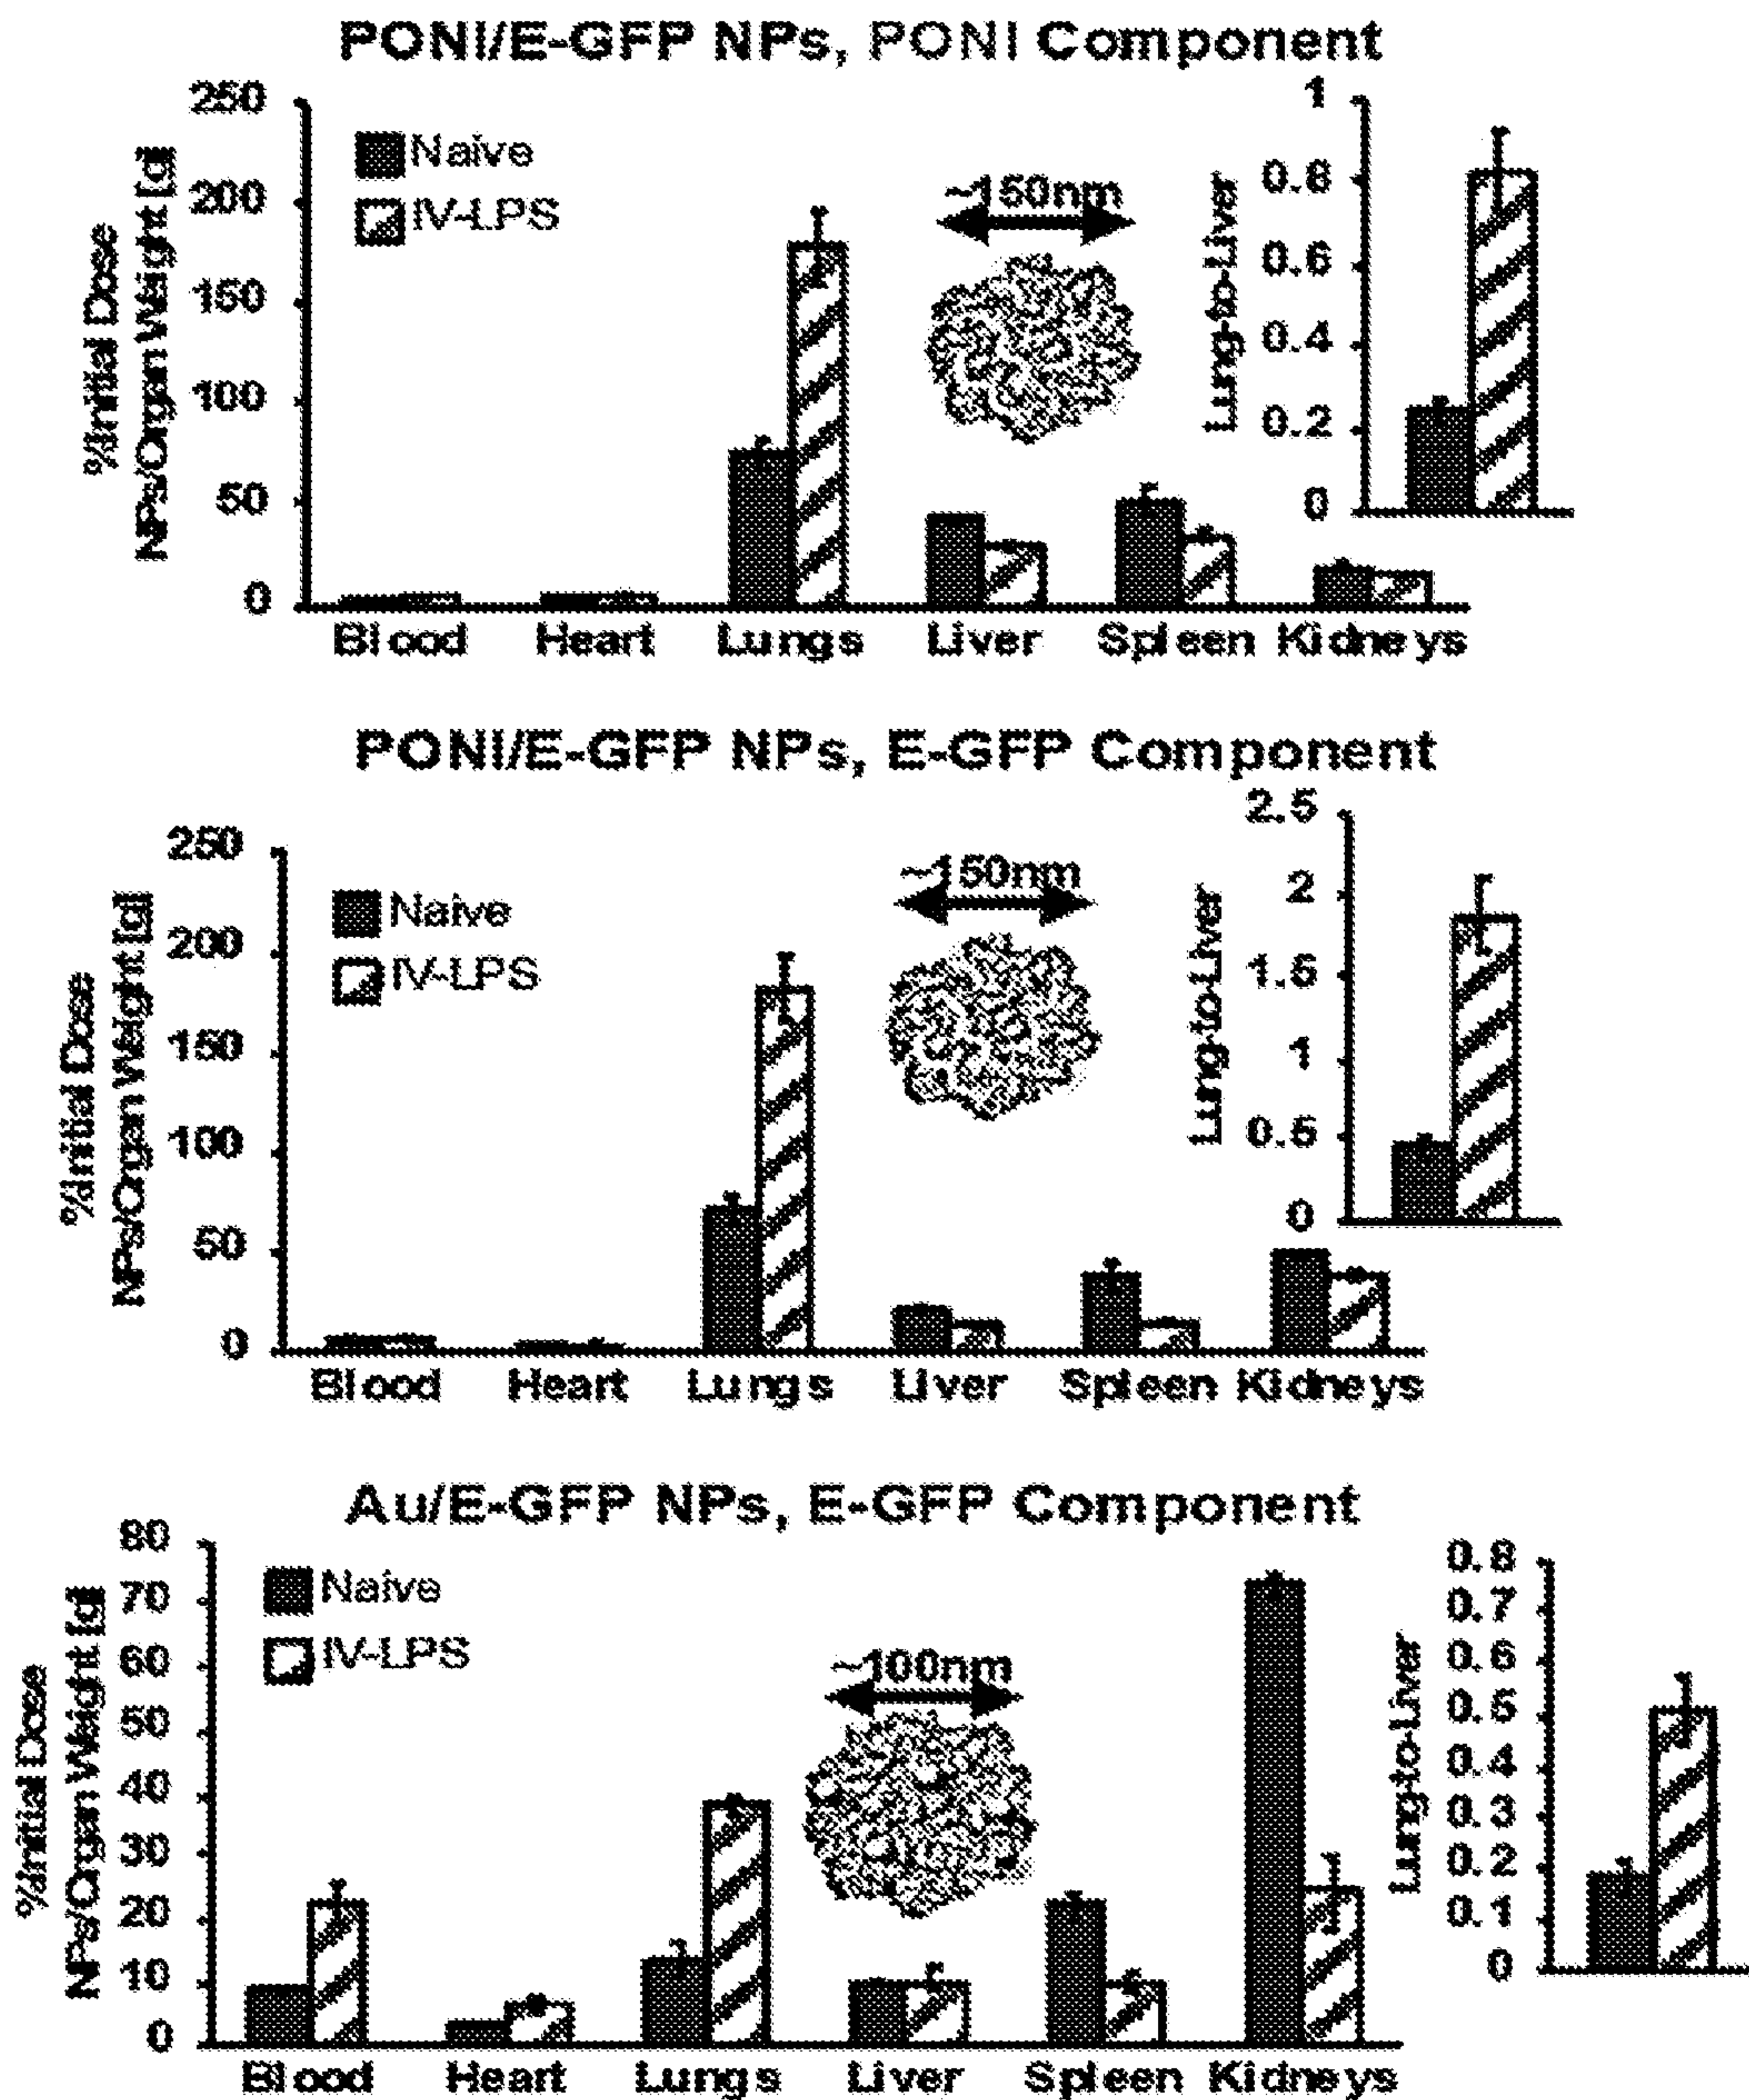 PONI/E-GFP NPs, PONI Component
%Initial Dose
NPs/Organ Weight [g]
250
200
150
100
50
0
Naive
IV-LPS
~150nm
Lung-to-Liver
1
0.8
0.6
0.4
0.2
0
Blood Heart Lungs Liver Spleen Kidneys
PONI/E-GFP NPs, E-GFP Component
%Initial Dose
NPs/Organ Weight [g]
250
200
150
100
50
0
Naive
IV-LPS
~150nm
Lung-to-Liver
2.5
2
1.5
1
0.5
0
Blood Heart Lungs Liver Spleen Kidneys
Au/E-GFP NPs, E-GFP Component
%Initial Dose
NPs/Organ Weight [g]
80
70
60
50
40
30
20
10
0
Naive
IV-LPS
~100nm
Lung-to-Liver
0.8
0.7
0.6
0.5
0.4
0.3
0.2
0.1
0
Blood Heart Lungs Liver Spleen Kidneys